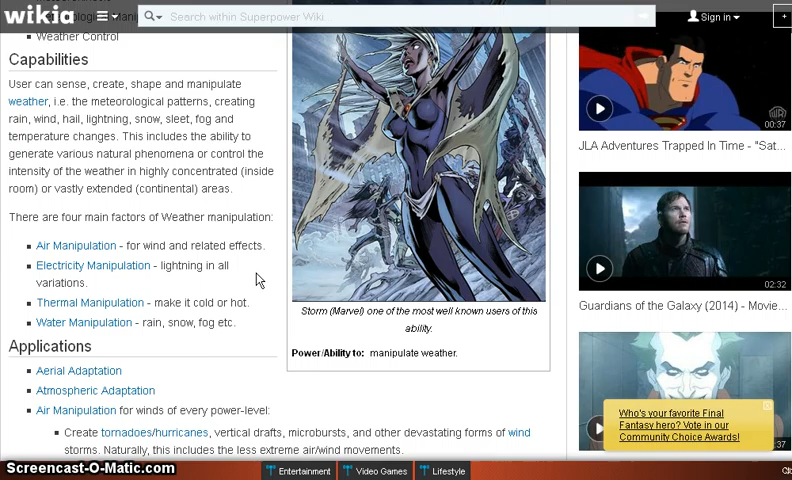 wikia
Search within Superpower Wiki...
Sign in
+
Weather Control
Capabilities
User can sense, create, shape and manipulate
weather, i.e. the meteorological patterns, creating
rain, wind, hail, lightning, snow, sleet, fog and
temperature changes. This includes the ability to
generate various natural phenomena or control the
intensity of the weather in highly concentrated (inside
room) or vastly extended (continental) areas.
There are four main factors of Weather manipulation:
Air Manipulation - for wind and related effects.
Electricity Manipulation - lightning in all
variations.
Thermal Manipulation - make it cold or hot.
Water Manipulation - rain, snow, fog etc.
Applications
Aerial Adaptation
Atmospheric Adaptation
Air Manipulation for winds of every power-level:
Create tornadoes/hurricanes, vertical drafts, microbursts, and other devastating forms of wind
storms. Naturally, this includes the less extreme air/wind movements.
Storm (Marvel) one of the most well known users of this
ability.
Power/Ability to: manipulate weather.
00:37
JLA Adventures Trapped In Time - "Sat...
02:32
Guardians of the Galaxy (2014) - Movie...
Who's your favorite Final
Fantasy hero? Vote in our
Community Choice Awards!
:37
Screencast-O-Matic.com
Entertainment
Video Games
Lifestyle